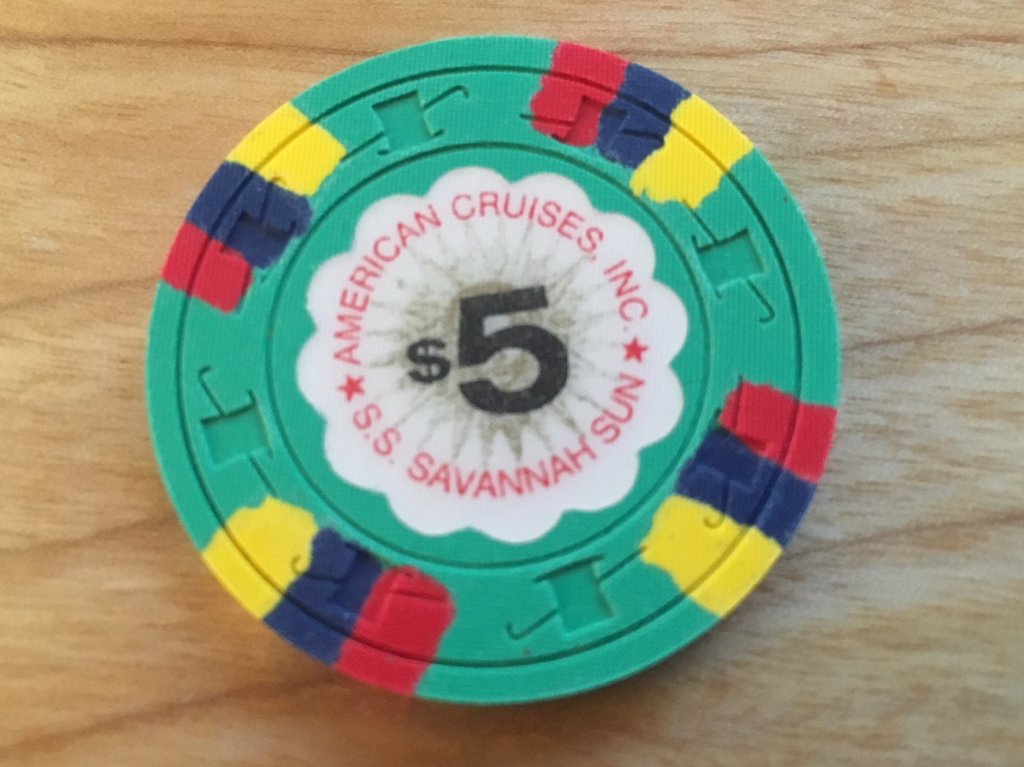 AMERICAN CRUISES, INC.
$5
★ S.S. SAVANNAH SUN ★